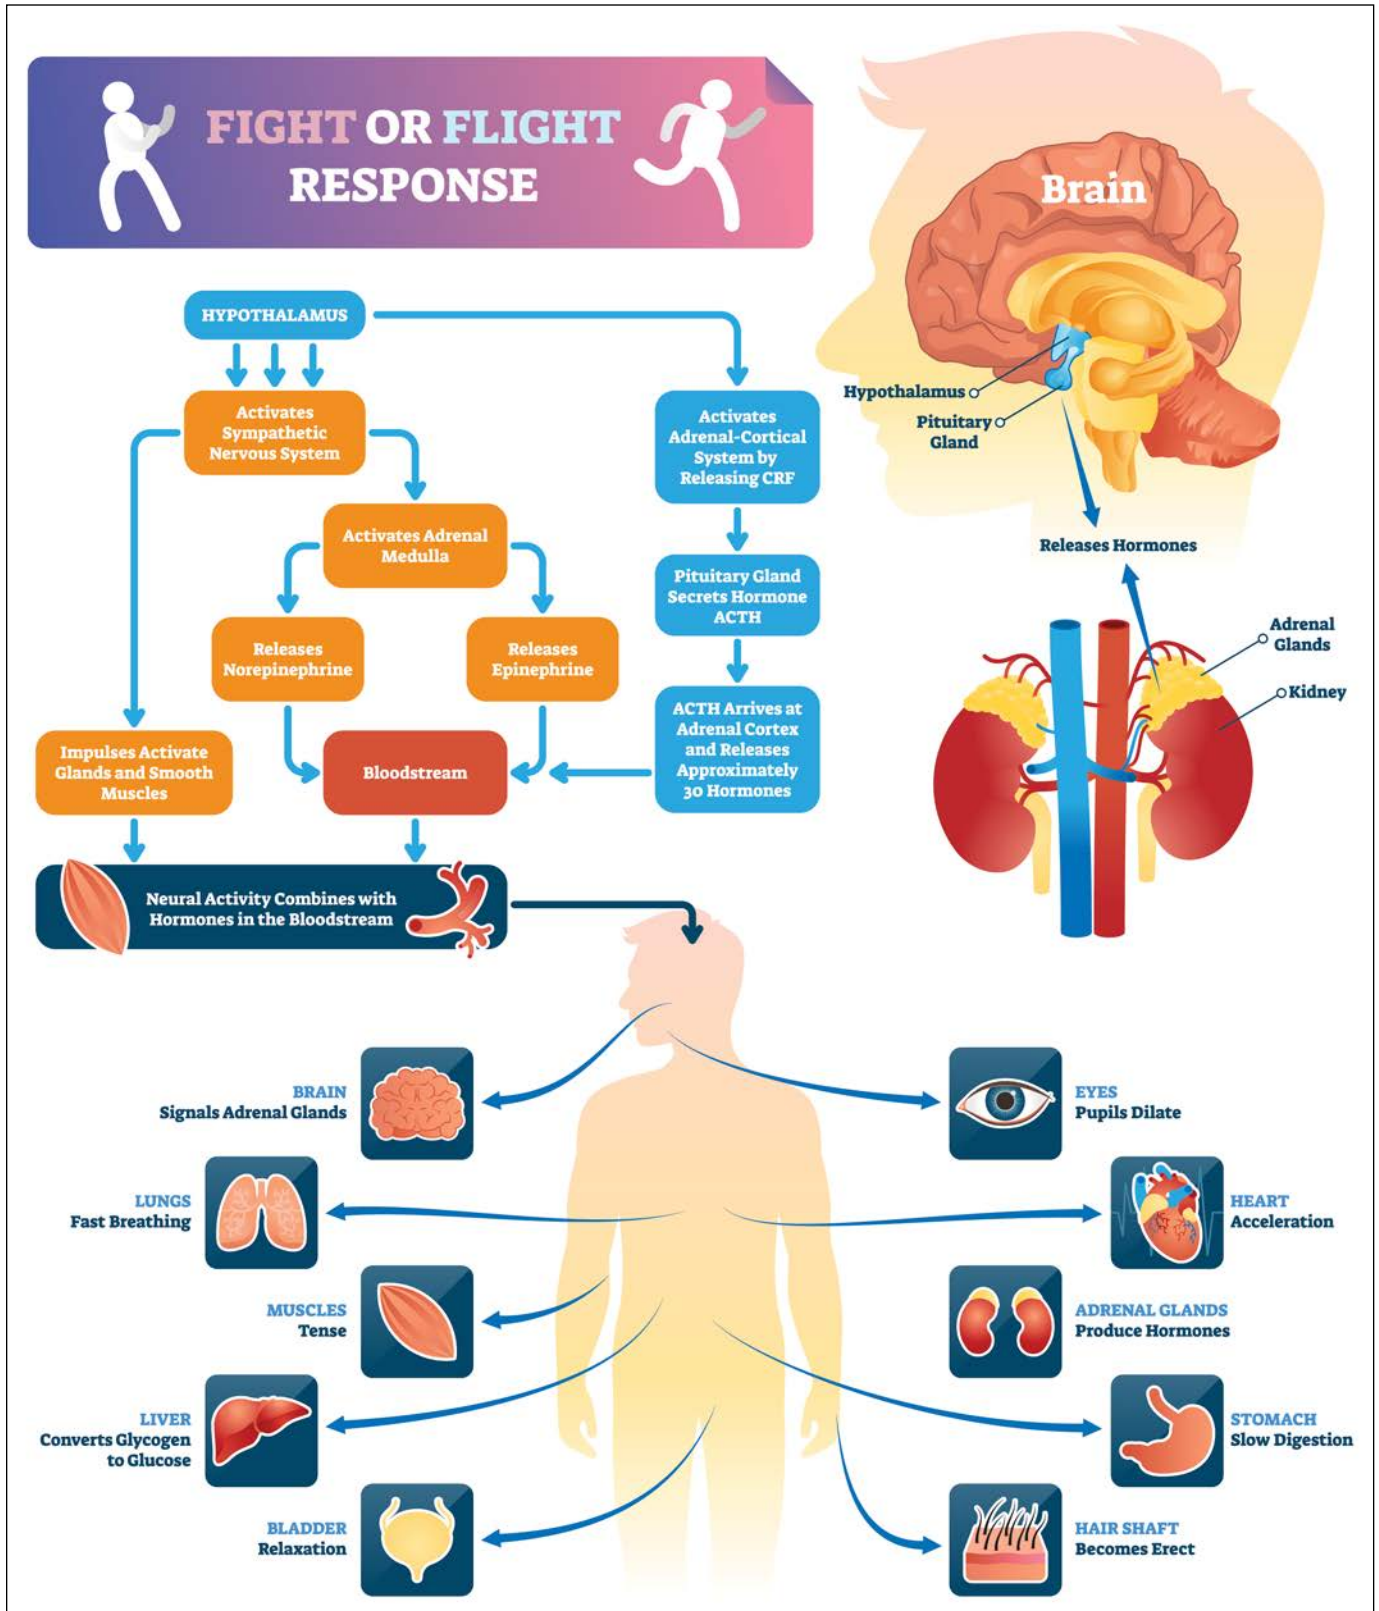 FIGHT OR FLIGHT
RESPONSE
Brain
HYPOTHALAMUS
Activates
Sympathetic
Nervous System
Activates
Adrenal-Cortical
System by
Releasing CRF
Hypothalamus
Pituitary
Gland
Activates Adrenal
Medulla
Releases Hormones
Pituitary Gland
Secrets Hormone
ACTH
Releases
Norepinephrine
Releases
Epinephrine
Adrenal
Glands
Kidney
Impulses Activate
Glands and Smooth
Muscles
Bloodstream
ACTH Arrives at
Adrenal Cortex
and Releases
Approximately
30 Hormones
Neural Activity Combines with
Hormones in the Bloodstream
BRAIN
Signals Adrenal Glands
EYES
Pupils Dilate
LUNGS
Fast Breathing
HEART
Acceleration
MUSCLES
Tense
ADRENAL GLANDS
Produce Hormones
LIVER
Converts Glycogen
to Glucose
STOMACH
Slow Digestion
BLADDER
Relaxation
HAIR SHAFT
Becomes Erect